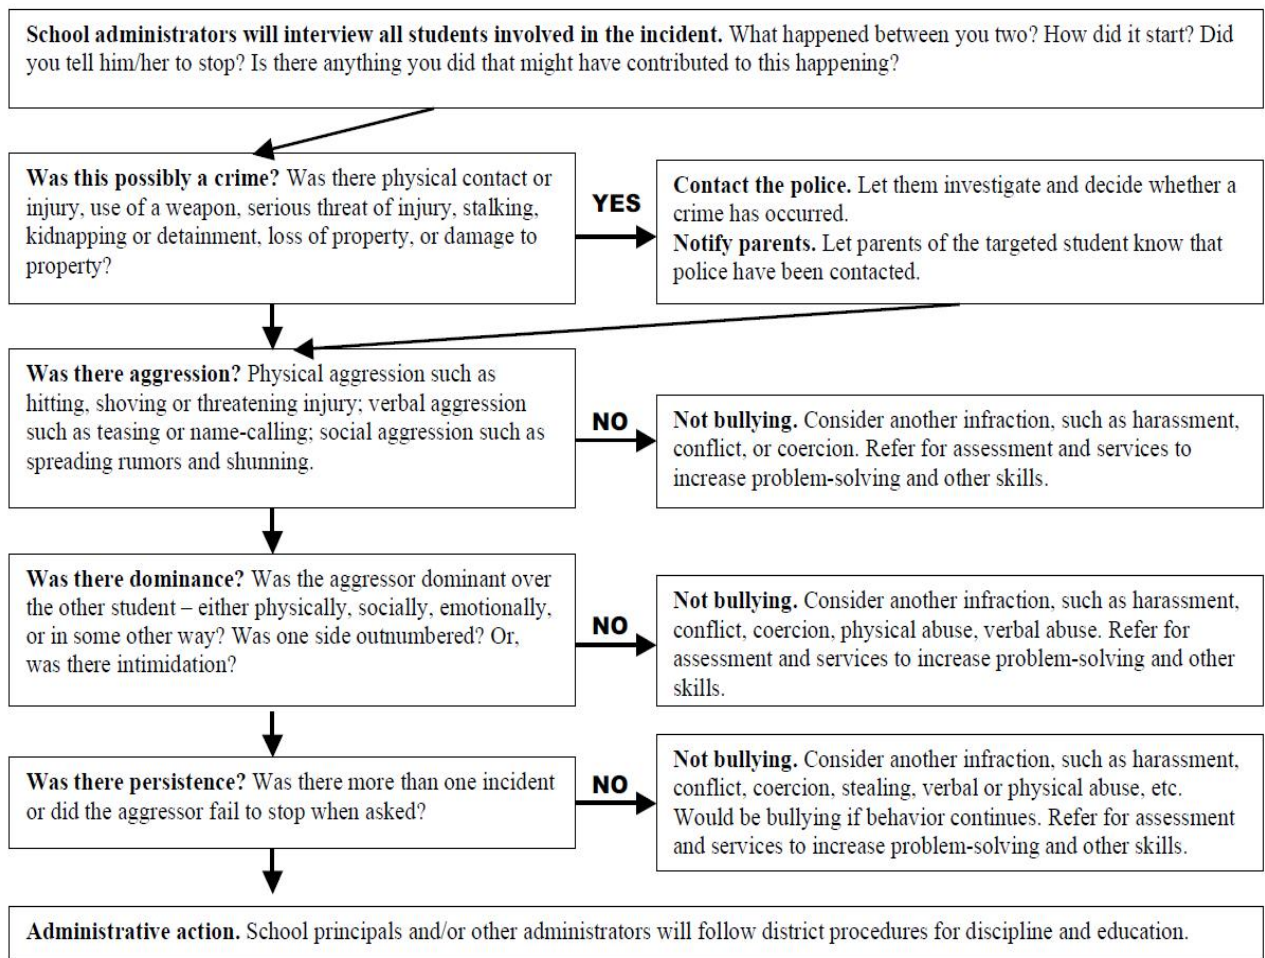 School administrators will interview all students involved in the incident. What happened between you two? How did it start? Did
you tell him/her to stop? Is there anything you did that might have contributed to this happening?
Was this possibly a crime? Was there physical contact or
injury, use of a weapon, serious threat of injury, stalking,
kidnapping or detainment, loss of property, or damage to
property?
YES
Contact the police. Let them investigate and decide whether a
crime has occurred.
Notify parents. Let parents of the targeted student know that
police have been contacted.
Was there aggression? Physical aggression such as
hitting, shoving or threatening injury; verbal aggression
such as teasing or name-calling; social aggression such as
spreading rumors and shunning.
NO
Not bullying. Consider another infraction, such as harassment,
conflict, or coercion. Refer for assessment and services to
increase problem-solving and other skills.
Was there dominance? Was the aggressor dominant over
the other student – either physically, socially, emotionally,
or in some other way? Was one side outnumbered? Or,
was there intimidation?
NO
Not bullying. Consider another infraction, such as harassment,
conflict, coercion, physical abuse, verbal abuse. Refer for
assessment and services to increase problem-solving and other
skills.
Was there persistence? Was there more than one incident
or did the aggressor fail to stop when asked?
NO
Not bullying. Consider another infraction, such as harassment,
conflict, coercion, stealing, verbal or physical abuse, etc.
Would be bullying if behavior continues. Refer for assessment
and services to increase problem-solving and other skills.
Administrative action. School principals and/or other administrators will follow district procedures for discipline and education.